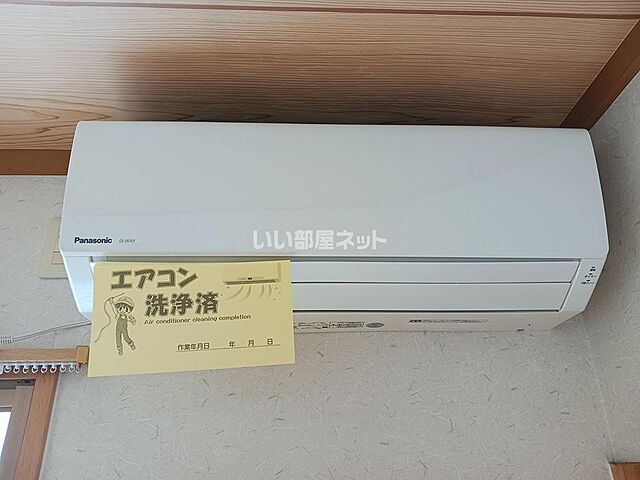 Panasonic
いい部屋ネット
エアコン
洗浄済
Air conditioner cleaning completion
作業年月日 年 月 日